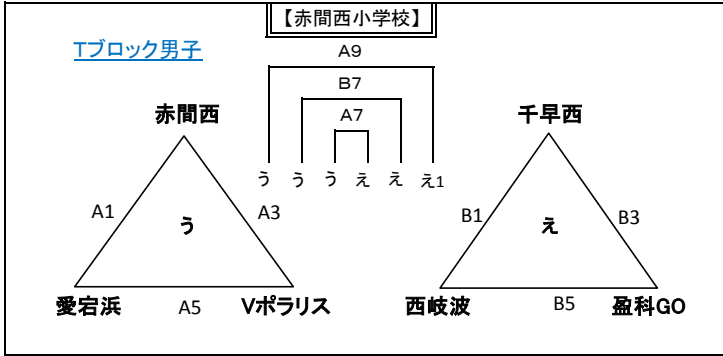 【赤間西小学校】
Tブロック男子
A9
B7
A7
う う う え え え1
赤間西
千早西
A1
う
A3
B1
え
B3
愛宕浜
A5
Vポラリス
西岐波
B5
盈科GO